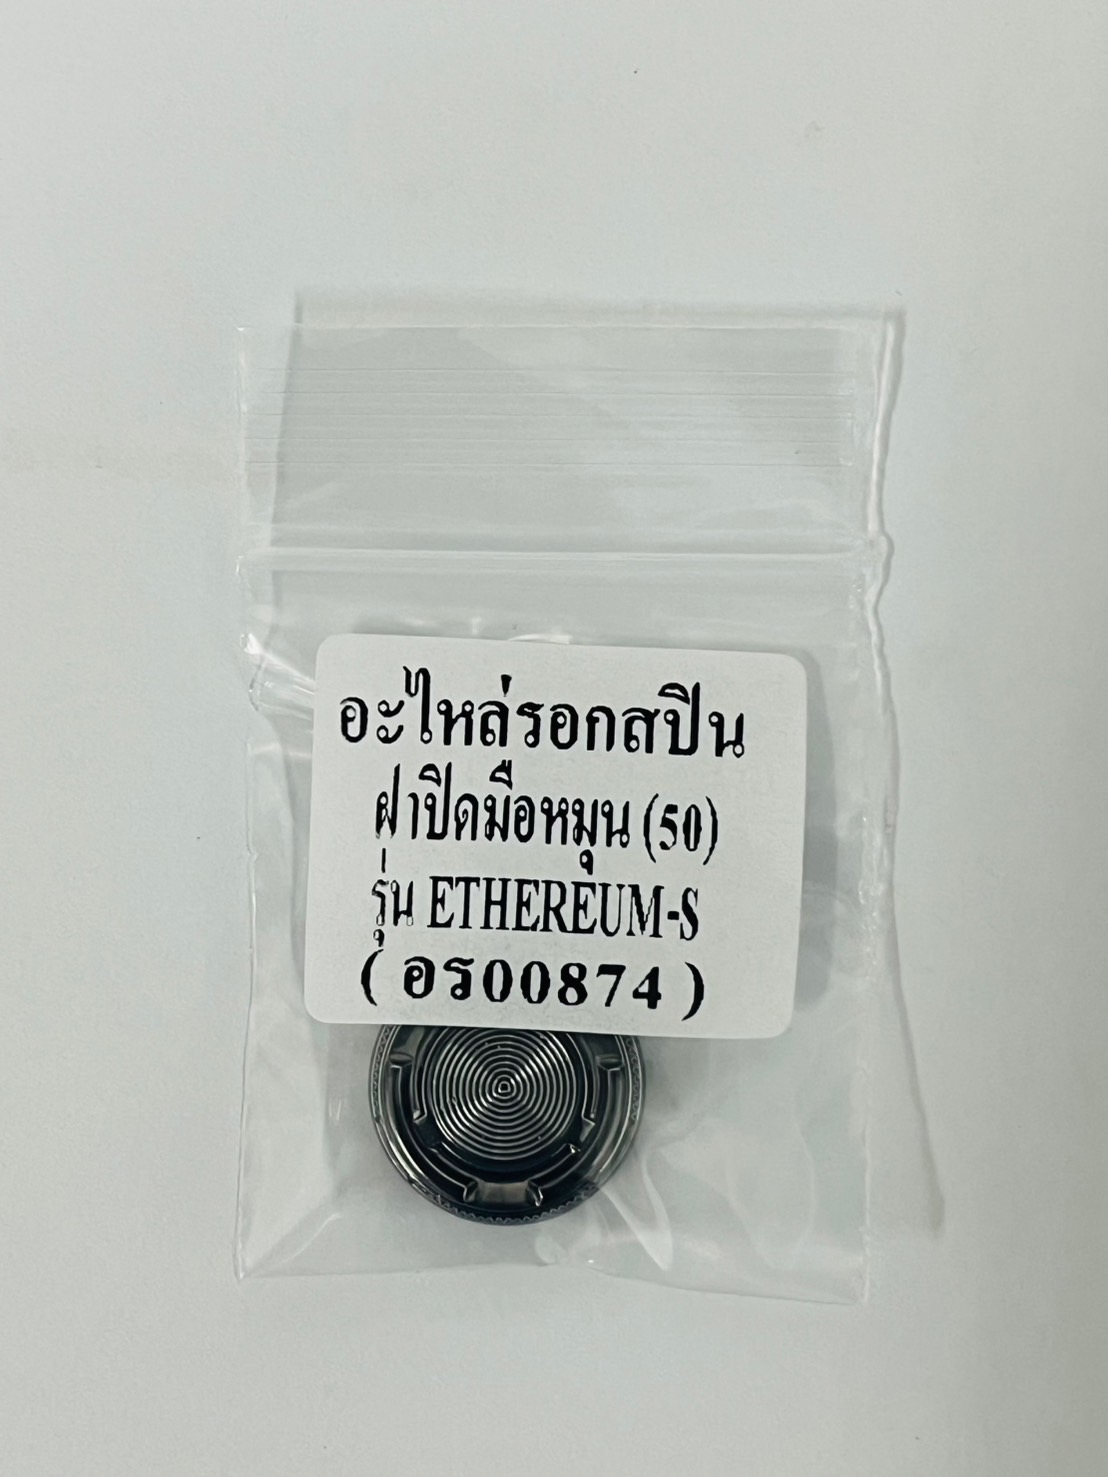 อะไหล่รอกสปิน
ฝาปิดมือหมุน (50)
รุ่น ETHEREUM-S
( อร00874 )